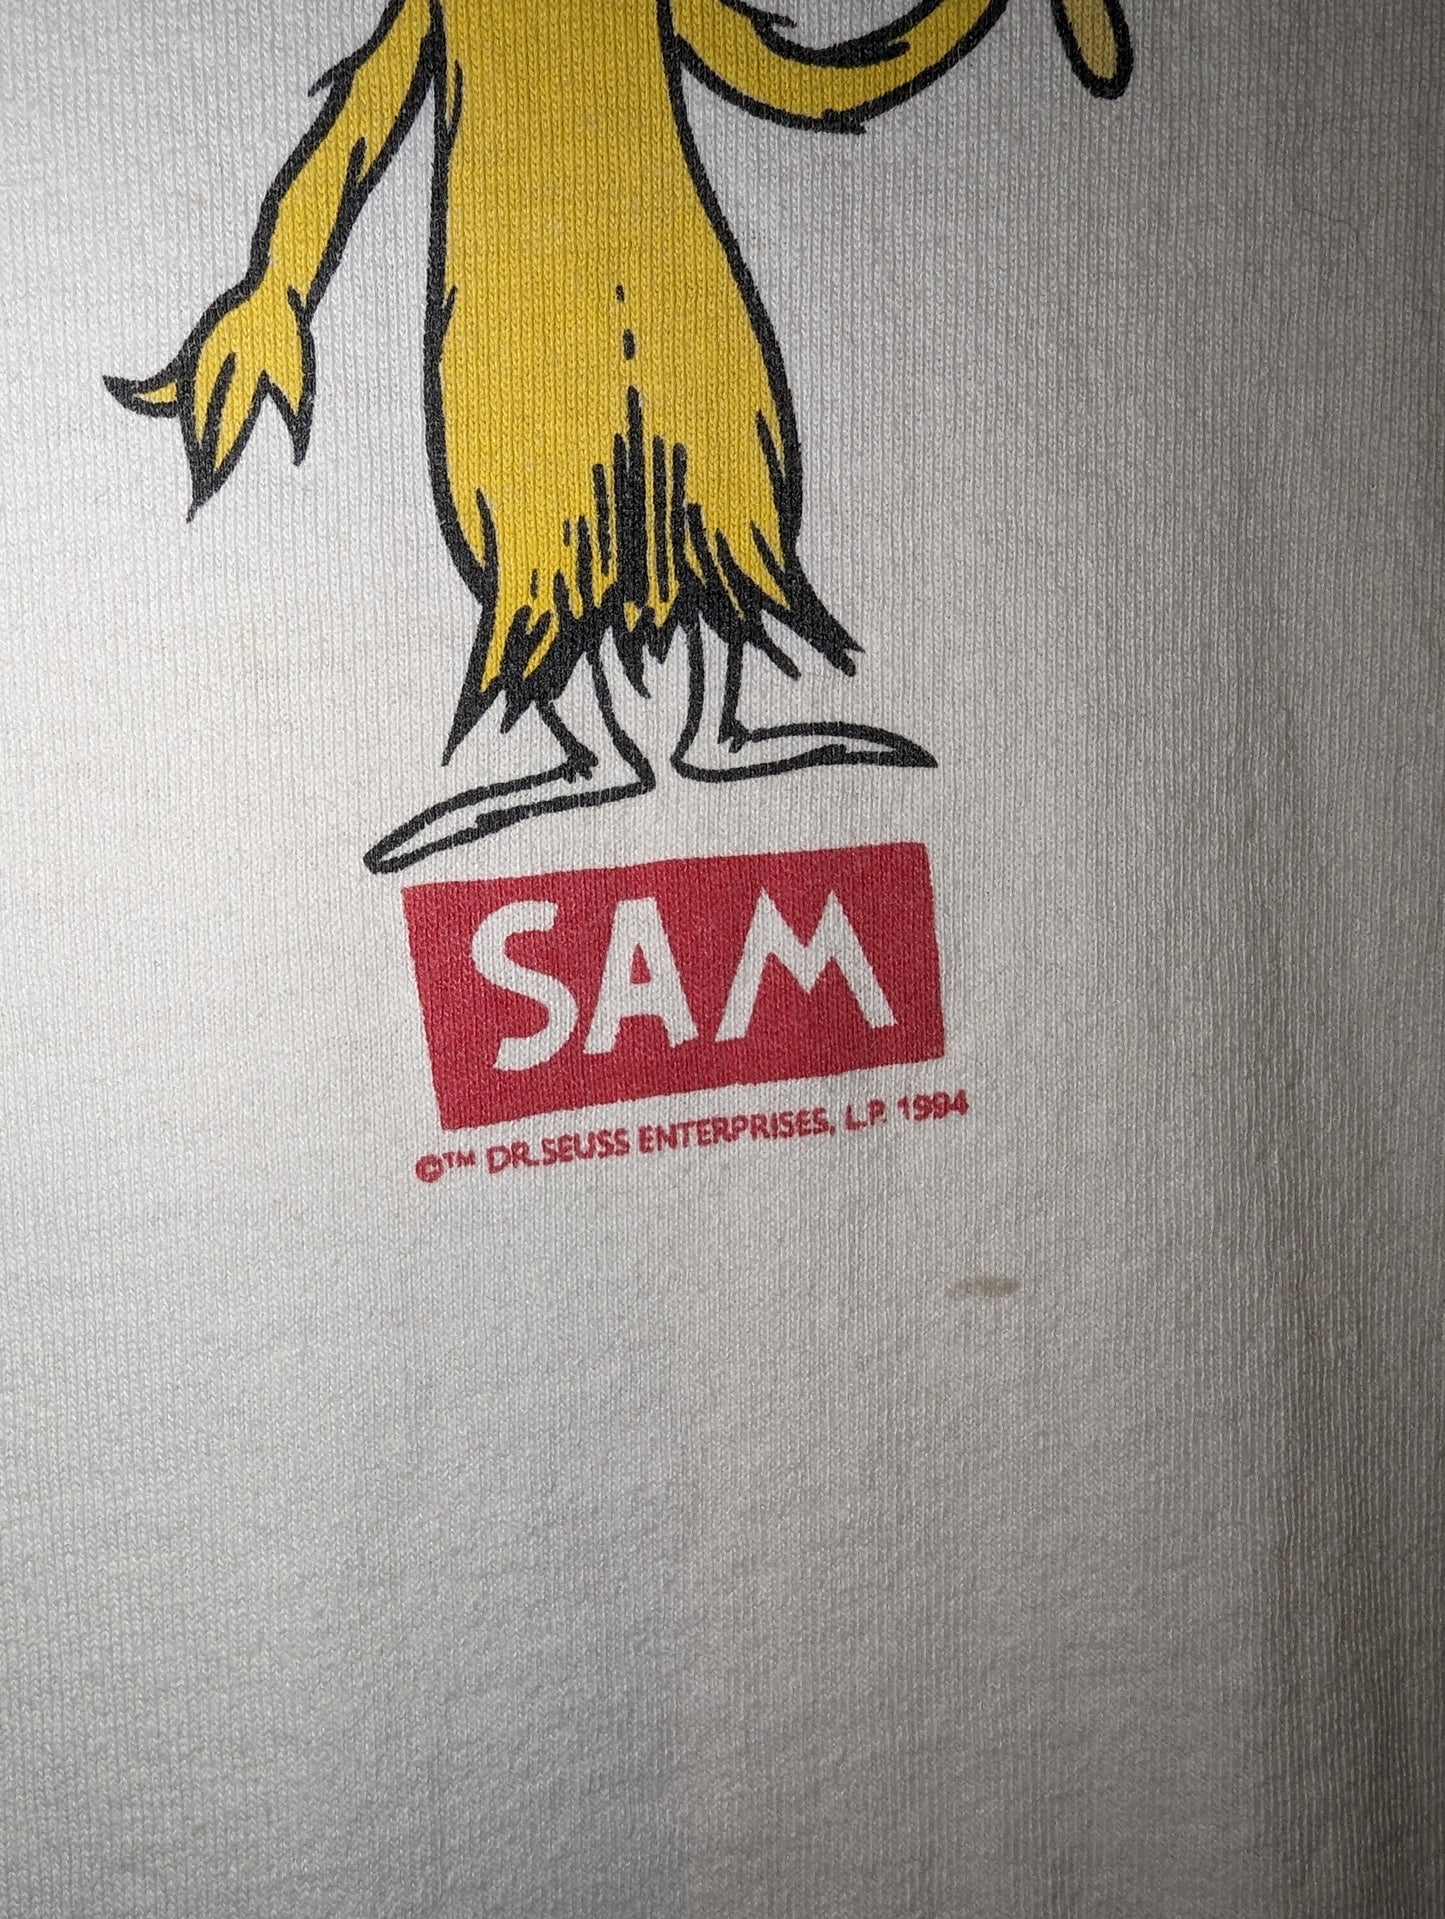 SAM
©™ DR.SEUSS ENTERPRISES, L.P. 1994